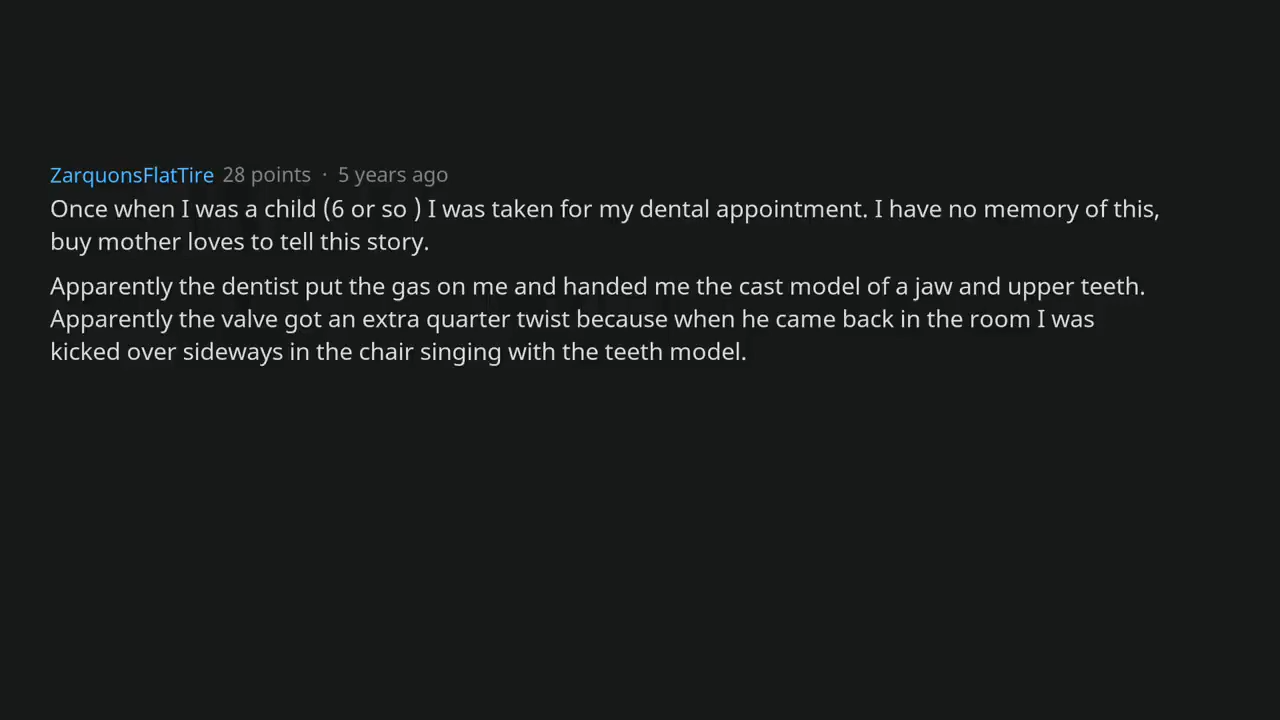 ZarquonsFlatTire 28 points · 5 years ago
Once when I was a child (6 or so ) I was taken for my dental appointment. I have no memory of this,
buy mother loves to tell this story.
Apparently the dentist put the gas on me and handed me the cast model of a jaw and upper teeth.
Apparently the valve got an extra quarter twist because when he came back in the room I was
kicked over sideways in the chair singing with the teeth model.